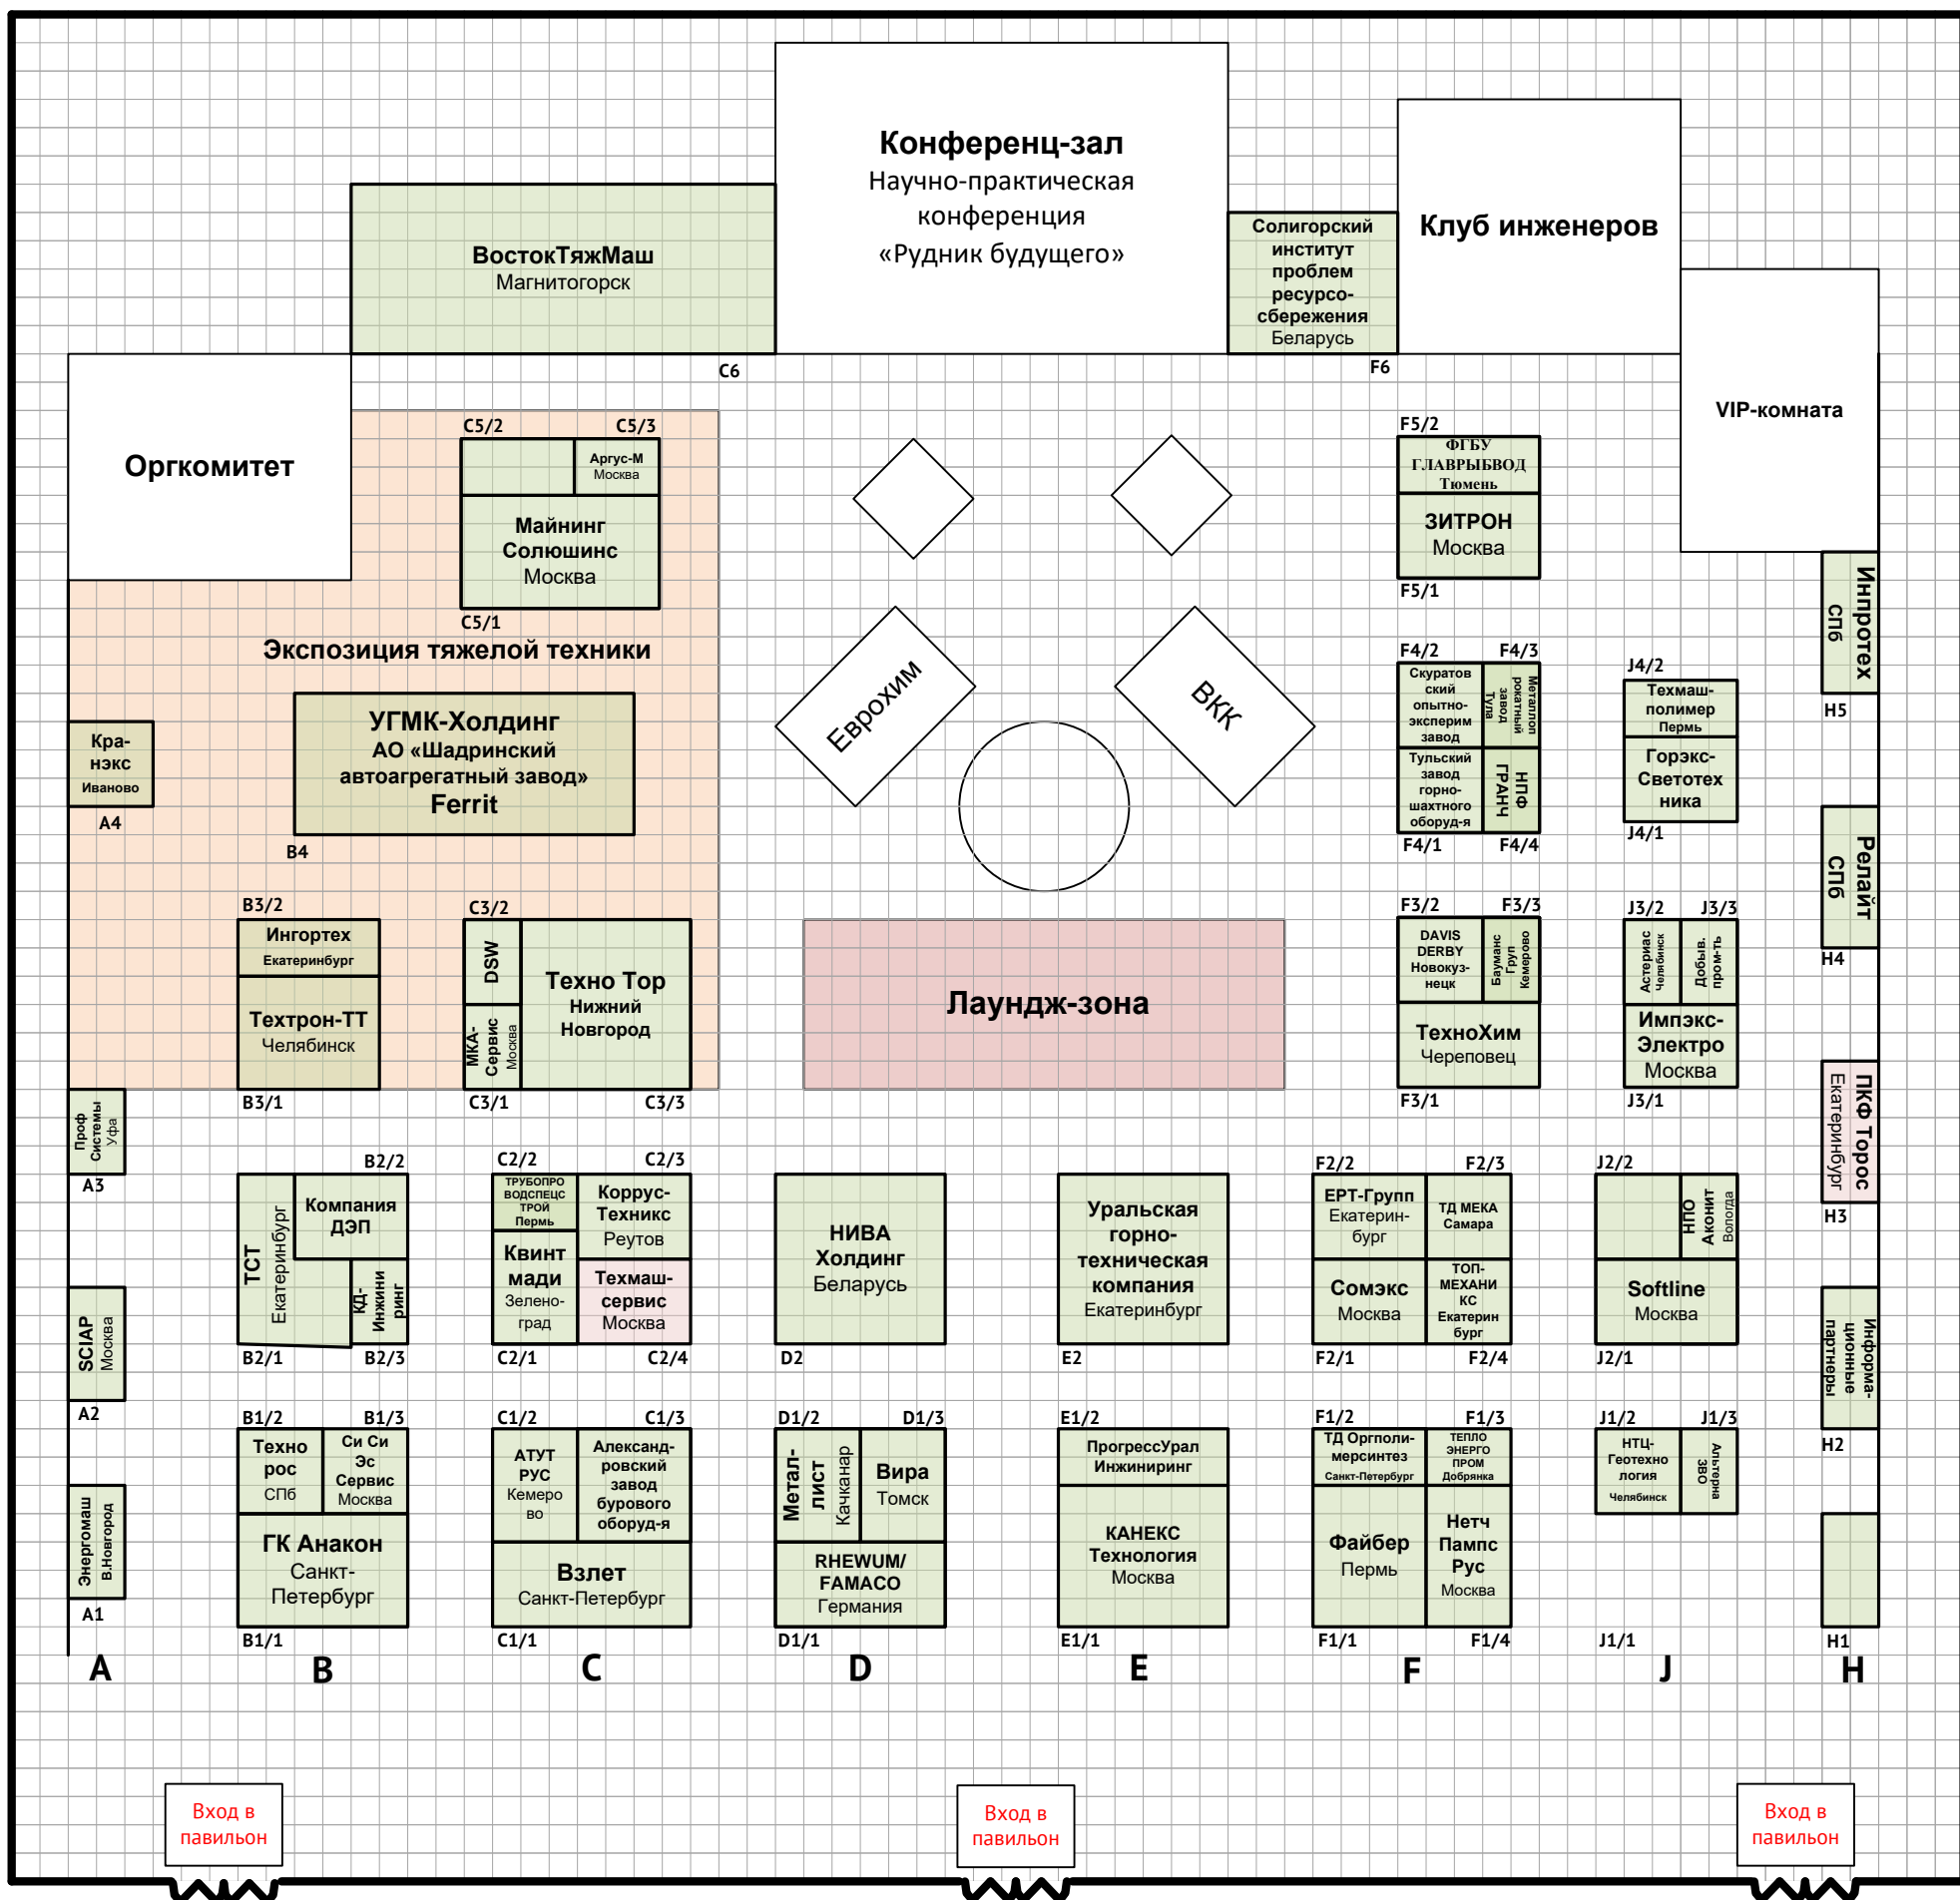 Конференц-зал
Научно-практическая
конференция
«Рудник будущего»
Клуб инженеров
ВостокТяжМаш
Магнитогорск
C6
Солигорский
институт
проблем
ресурсо-
сбережения
Беларусь
F6
VIP-комната
Оргкомитет
C5/2
C5/3
Аргус-М
Москва
Майнинг
Солюшинс
Москва
C5/1
F5/2
ФГБУ
ГЛАВРЫБВОД
Тюмень
ЗИТРОН
Москва
F5/1
Инпротех
СПб
H5
Экспозиция тяжелой техники
УГМК-Холдинг
АО «Шадринский
автоагрегатный завод»
Ferrit
B4
Кра-
нэкс
Иваново
A4
Еврохим
ВКК
F4/2
F4/3
Скуратов
ский
опытно-
эксперим
завод
Металлоп
рокатный
завод
Тула
Тульский
завод
горно-
шахтного
оборуд-я
НПФ
ГРАНЧ
F4/1
F4/4
J4/2
Техмаш-
полимер
Пермь
Горэкс-
Светотех
ника
J4/1
Релайт
СПб
H4
B3/2
Ингортех
Екатеринбург
Техтрон-ТТ
Челябинск
B3/1
C3/2
DSW
МКА-
Сервис
Москва
Техно Тор
Нижний
Новгород
C3/1
C3/3
Лаундж-зона
F3/2
F3/3
DAVIS
DERBY
Новокуз-
нецк
Бауманс
Груп
Кемерово
ТехноХим
Череповец
F3/1
J3/2
J3/3
Астериас
Челябинск
Добыв.
пром-ть
Импэкс-
Электро
Москва
J3/1
ПКФ Торос
Екатеринбург
H3
Проф
Системы
Уфа
A3
B2/2
ТСТ
Екатеринбург
Компания
ДЭП
КД-
Инжини
ринг
B2/1
B2/3
C2/2
C2/3
ТРУБОПРО
ВОДСПЕЦС
ТРОЙ
Пермь
Коррус-
Техникс
Реутов
Квинт
мади
Зелено-
град
Техмаш-
сервис
Москва
C2/1
C2/4
НИВА
Холдинг
Беларусь
D2
Уральская
горно-
техническая
компания
Екатеринбург
E2
F2/2
F2/3
ЕРТ-Групп
Екатерин-
бург
ТД МЕКА
Самара
Сомэкс
Москва
ТОП-
МЕХАНИ
КС
Екатерин
бург
F2/1
F2/4
J2/2
НПО
Аконит
Вологда
Softline
Москва
J2/1
Информа-
ционные
партнеры
H2
SCIAP
Москва
A2
B1/2
B1/3
Техно
рос
СПб
Си Си
Эс
Сервис
Москва
ГК Анакон
Санкт-
Петербург
B1/1
C1/2
C1/3
АТУТ
РУС
Кемеро
во
Александ-
ровский
завод
бурового
оборуд-я
Взлет
Санкт-Петербург
C1/1
D1/2
D1/3
Метал-
лист
Качканар
Вира
Томск
RHEWUM/
FAMACO
Германия
D1/1
E1/2
ПрогрессУрал
Инжиниринг
КАНЕКС
Технология
Москва
E1/1
F1/2
F1/3
ТД Оргполи-
мерсинтез
Санкт-Петербург
ТЕПЛО
ЭНЕРГО
ПРОМ
Добрянка
Файбер
Пермь
Нетч
Пампс
Рус
Москва
F1/1
F1/4
J1/2
J1/3
НТЦ-
Геотехно
логия
Челябинск
Альтерна
ЗВО
J1/1
H1
Энергомаш
В.Новгород
A1
A
B
C
D
E
F
J
H
Вход в
павильон
Вход в
павильон
Вход в
павильон